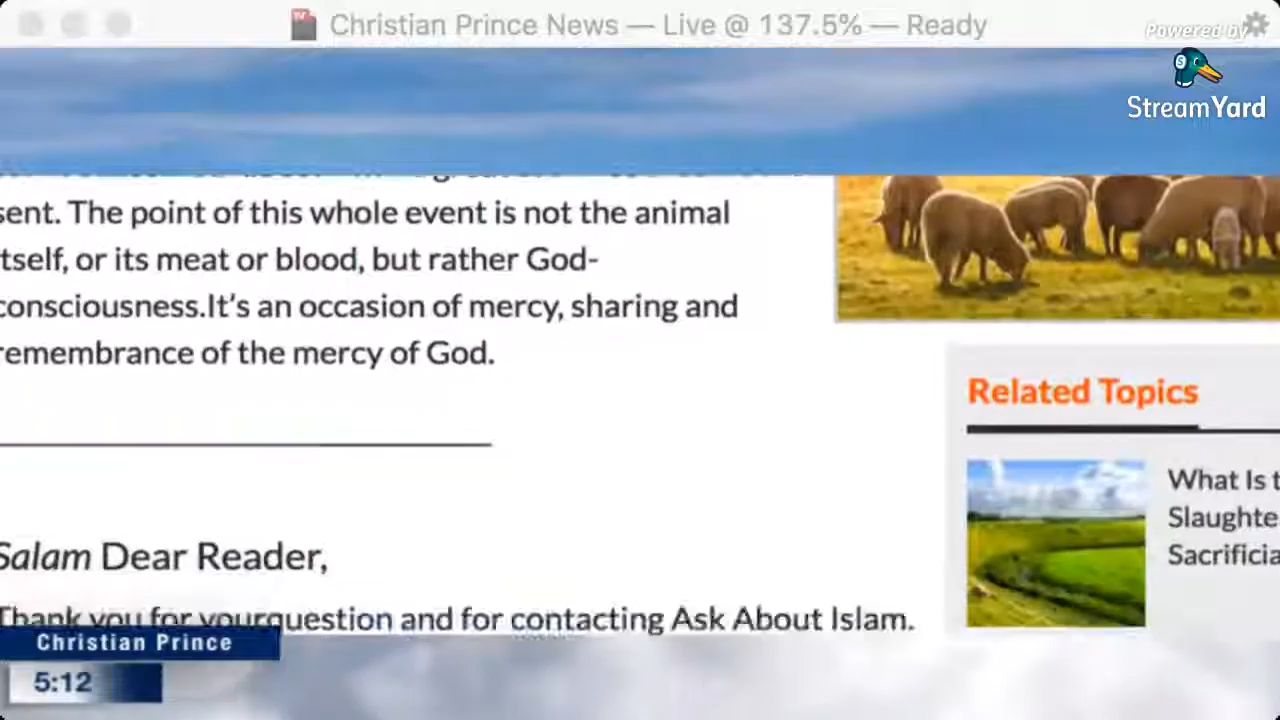 Christian Prince News — Live @ 137.5% — Ready
Powered by
StreamYard
sent. The point of this whole event is not the animal
tself, or its meat or blood, but rather God-
consciousness.It's an occasion of mercy, sharing and
remembrance of the mercy of God.
Related Topics
What Is t
Slaughte
Sacrificia
Salam Dear Reader,
Thank you for yourquestion and for contacting Ask About Islam.
Christian Prince
5:12